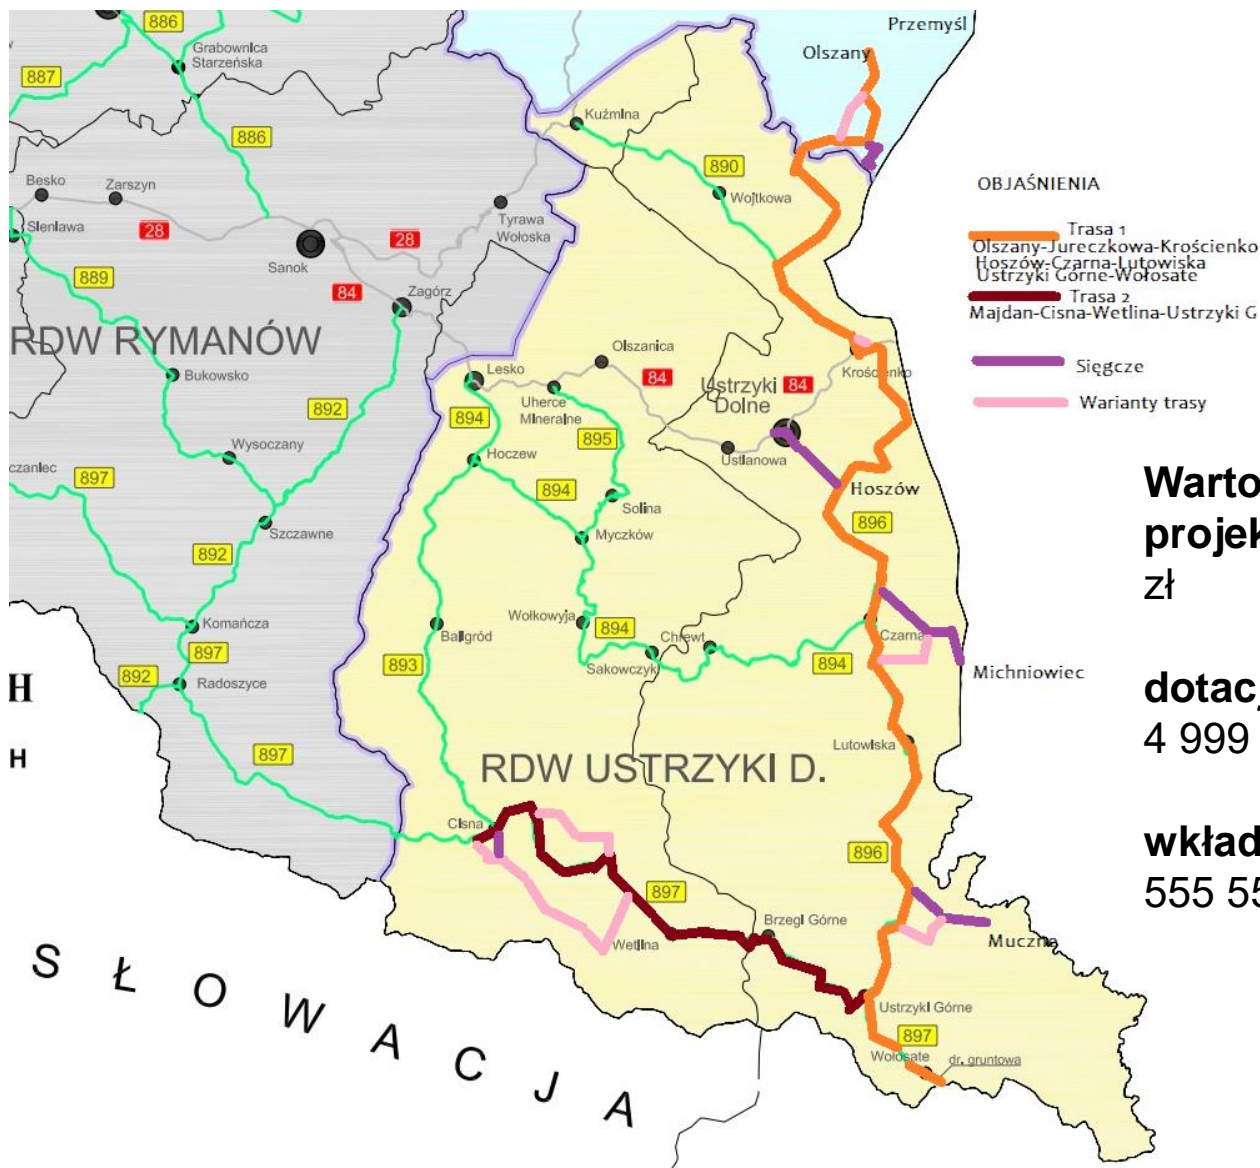 Przemyśl
886
Olszany
Grabownica
Starzeńska
887
Kuźmina
886
890
Besko
Zarszyn
Wojtkowa
OBJAŚNIENIA
Sieniawa
28
Tyrawa
Wołoska
28
Trasa 1
Olszany-Jureczkowa-Krościenko
Hoszów-Czarna-Lutowiska
Ustrzyki Górne-Wołosate
Sanok
889
84
Zagórz
Trasa 2
Majdan-Cisna-Wetlina-Ustrzyki G
RDW RYMANÓW
Olszanica
Lesko
84
Ustrzyki
Dolne
84
Krościenko
Sięgcze
Bukowsko
Uherce
Mineralne
892
894
Warianty trasy
895
Wysoczany
Hoczew
Ustianowa
czaniec
897
894
Hoszów
Warto
Solina
896
Szczawne
Myczków
projek
892
zł
Wołkowyja
894
Komańcza
Baligród
Chrewt
Czarna
897
893
Sakowczyk
894
892
Michniowiec
H
Radoszyce
dotacj
Lutowiska
4 999
897
H
RDW USTRZYKI D.
Cisna
896
wkład
897
555 55
Brzegi Górne
Wetlina
Muczne
SŁOWACJA
Ustrzyki Górne
897
Wołosate
dr. gruntowa